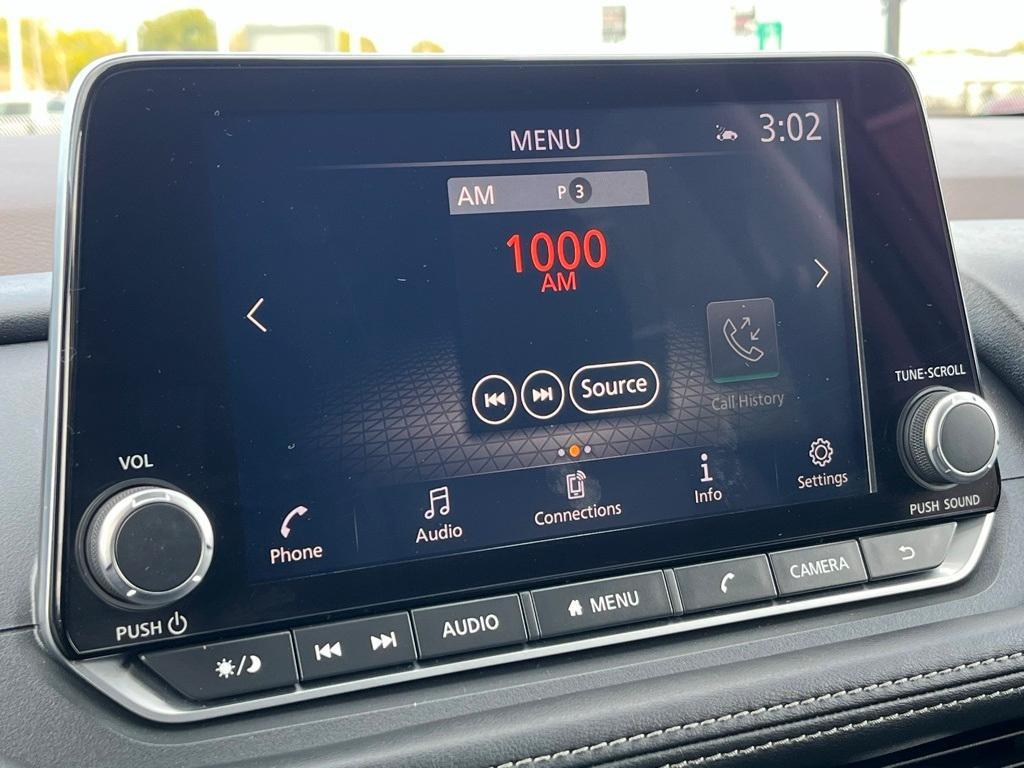 MENU
3:02
AM P 3
1000
AM
Source
Call History
Phone
Audio
Connections
Info
Settings
VOL
PUSH
TUNE·SCROLL
PUSH SOUND
AUDIO
MENU
CAMERA